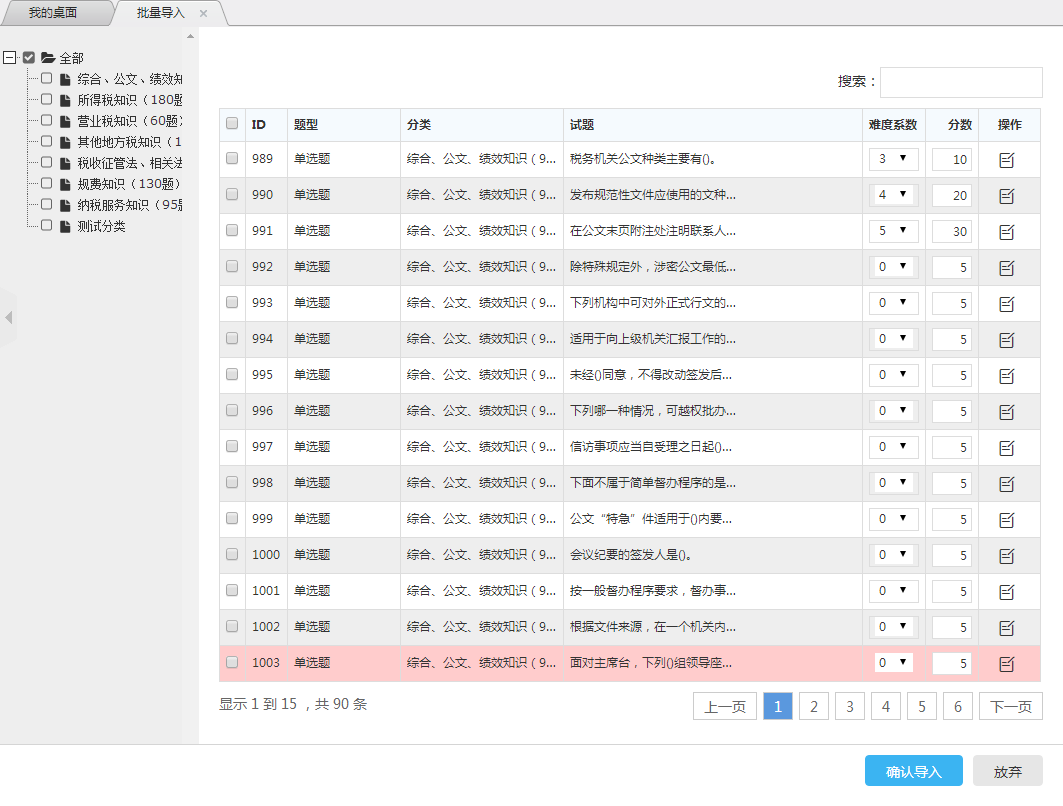 我的桌面 批量导入 ×
全部
综合、公文、绩效知
所得税知识（180题
营业税知识（60题）
其他地方税知识（1
税收征管法、相关法
规费知识（130题）
纳税服务知识（95题
测试分类
搜索：
ID 题型 分类 试题 难度系数 分数 操作
989 单选题 综合、公文、绩效知识（9... 税务机关公文种类主要有()。 3 ▼ 10
990 单选题 综合、公文、绩效知识（9... 发布规范性文件应使用的文种... 4 ▼ 20
991 单选题 综合、公文、绩效知识（9... 在公文末页附注处注明联系人... 5 ▼ 30
992 单选题 综合、公文、绩效知识（9... 除特殊规定外，涉密公文最低... 0 ▼ 5
993 单选题 综合、公文、绩效知识（9... 下列机构中可对外正式行文的... 0 ▼ 5
994 单选题 综合、公文、绩效知识（9... 适用于向上级机关汇报工作的... 0 ▼ 5
995 单选题 综合、公文、绩效知识（9... 未经()同意，不得改动签发后... 0 ▼ 5
996 单选题 综合、公文、绩效知识（9... 下列哪一种情况，可越权批办... 0 ▼ 5
997 单选题 综合、公文、绩效知识（9... 信访事项应当自受理之日起()... 0 ▼ 5
998 单选题 综合、公文、绩效知识（9... 下面不属于简单督办程序的是... 0 ▼ 5
999 单选题 综合、公文、绩效知识（9... 公文“特急”件适用于()内要... 0 ▼ 5
1000 单选题 综合、公文、绩效知识（9... 会议纪要的签发人是()。 0 ▼ 5
1001 单选题 综合、公文、绩效知识（9... 按一般督办程序要求，督办事... 0 ▼ 5
1002 单选题 综合、公文、绩效知识（9... 根据文件来源，在一个机关内... 0 ▼ 5
1003 单选题 综合、公文、绩效知识（9... 面对主席台，下列()组领导座... 0 ▼ 5
显示 1 到 15 ，共 90 条 上一页 1 2 3 4 5 6 下一页
确认导入 放弃